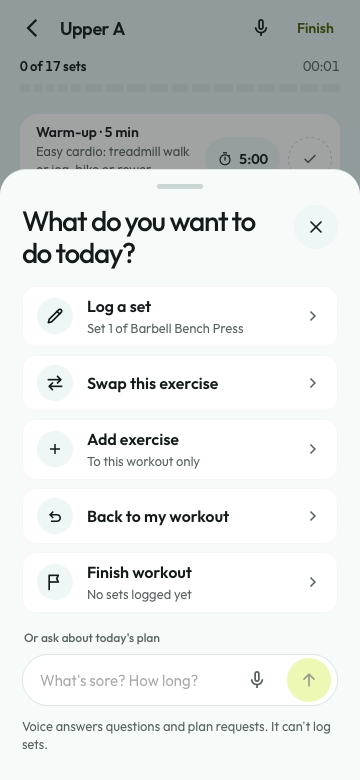 Upper A
Finish
0 of 17 sets
00:01
Warm-up · 5 min
Easy cardio: treadmill walk
5:00
What do you want to
do today?
Log a set
Set 1 of Barbell Bench Press
Swap this exercise
Add exercise
To this workout only
Back to my workout
Finish workout
No sets logged yet
Or ask about today's plan
What's sore? How long?
Voice answers questions and plan requests. It can't log
sets.